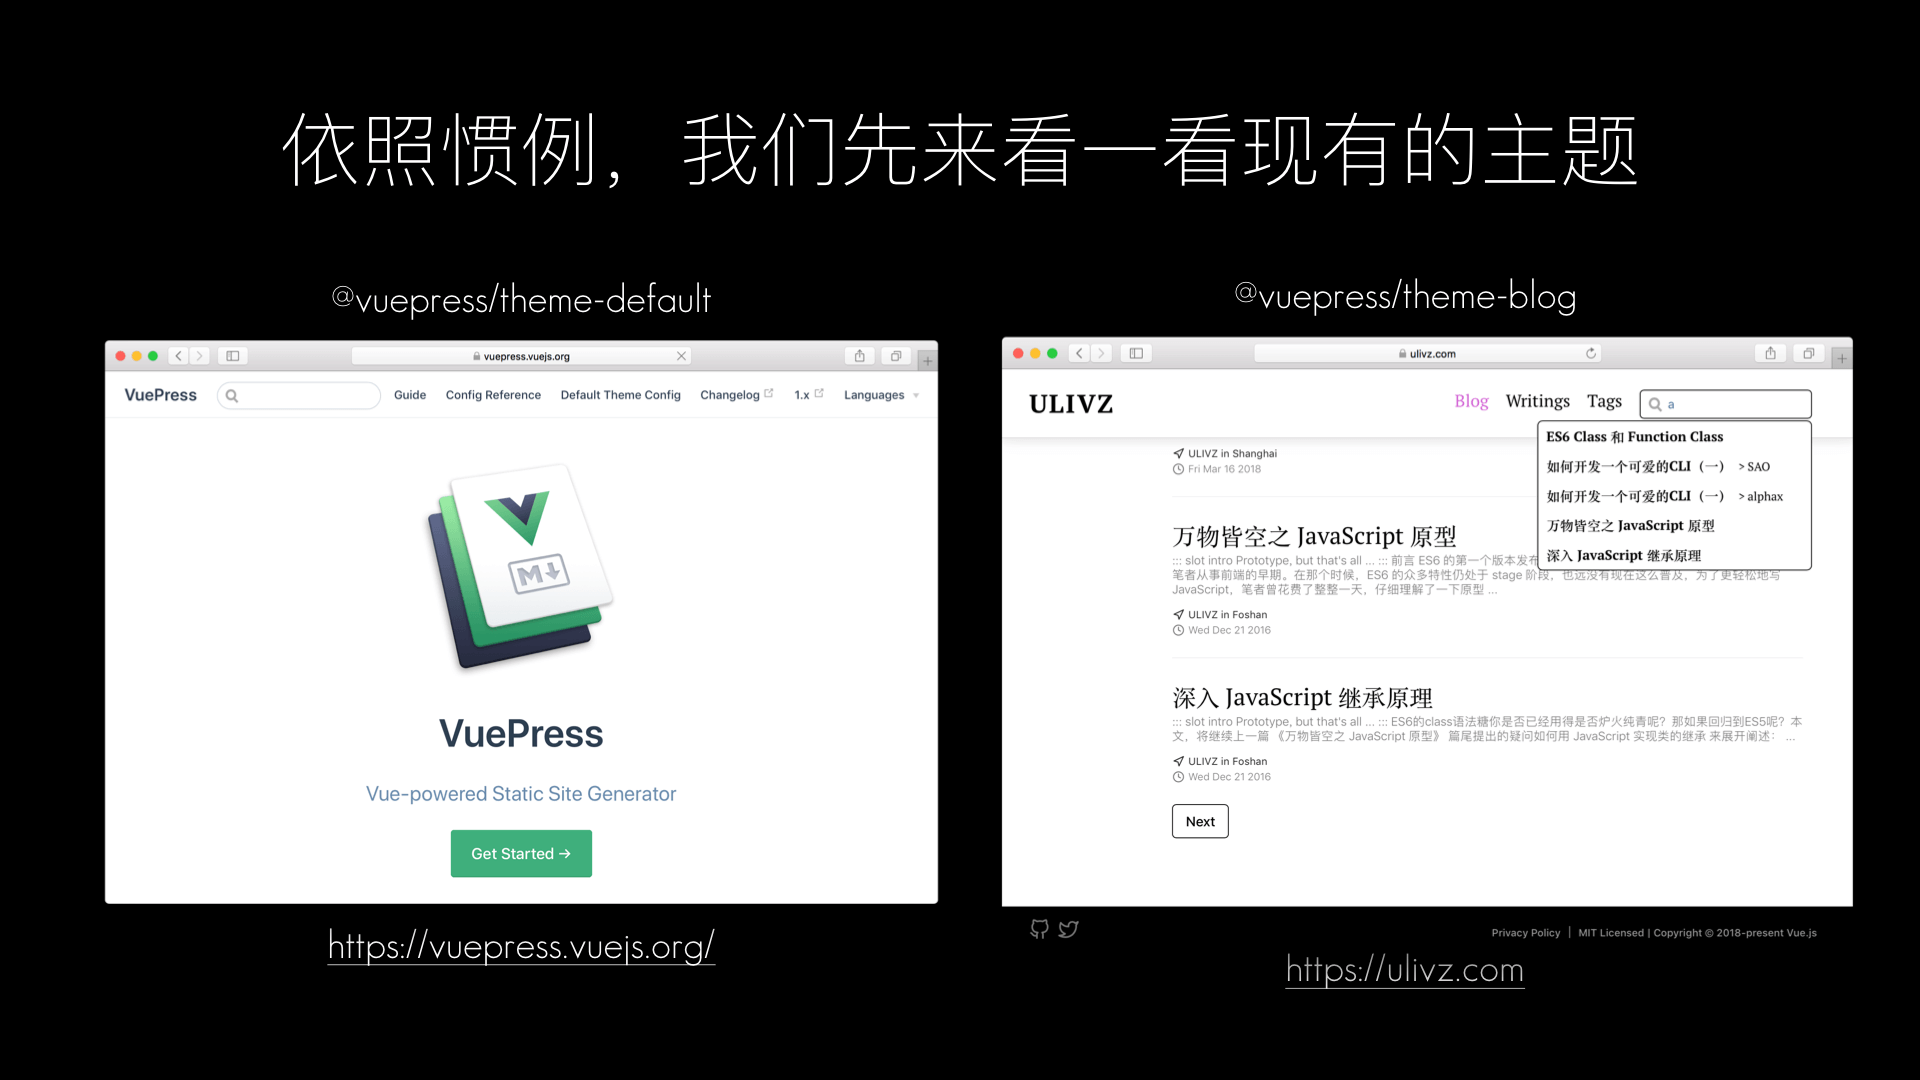 依照惯例，我们先来看一看现有的主题
@vuepress/theme-default
vuepress.vuejs.org
VuePress
Guide
Config Reference
Default Theme Config
Changelog
1.x
Languages
M
VuePress
Vue-powered Static Site Generator
Get Started →
https://vuepress.vuejs.org/
@vuepress/theme-blog
ulivz.com
ULIVZ
Blog
Writings
Tags
a
ES6 Class 和 Function Class
如何开发一个可爱的CLI（一） > SAO
如何开发一个可爱的CLI（一） > alphax
万物皆空之 JavaScript 原型
深入 JavaScript 继承原理
ULIVZ in Shanghai
Fri Mar 16 2018
万物皆空之 JavaScript 原型
::: slot intro Prototype, but that's all ... ::: 前言 ES6 的第一个版本发布
笔者从事前端的早期。在那个时候，ES6 的众多特性仍处于 stage 阶段，也远没有现在这么普及，为了更轻松地写
JavaScript，笔者曾花费了整整一天，仔细理解了一下原型 ...
ULIVZ in Foshan
Wed Dec 21 2016
深入 JavaScript 继承原理
::: slot intro Prototype, but that's all ... ::: ES6的class语法糖你是否已经用得是否炉火纯青呢？那如果回归到ES5呢？本
文，将继续上一篇 《万物皆空之 JavaScript 原型》 篇尾提出的疑问如何用 JavaScript 实现类的继承 来展开阐述： ...
ULIVZ in Foshan
Wed Dec 21 2016
Next
Privacy Policy | MIT Licensed | Copyright © 2018-present Vue.js
https://ulivz.com